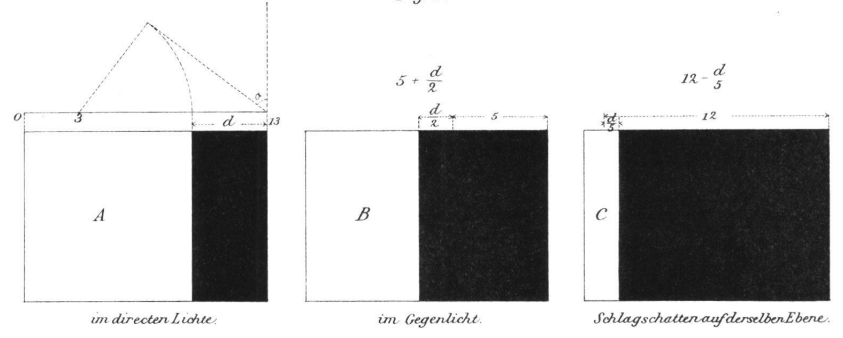 5 + d/2
12 - d/5
α
0 3 d 13
d/2 5
d/5 12
A B C
im directen Lichte.
im Gegenlicht.
Schlagschatten auf derselben Ebene.